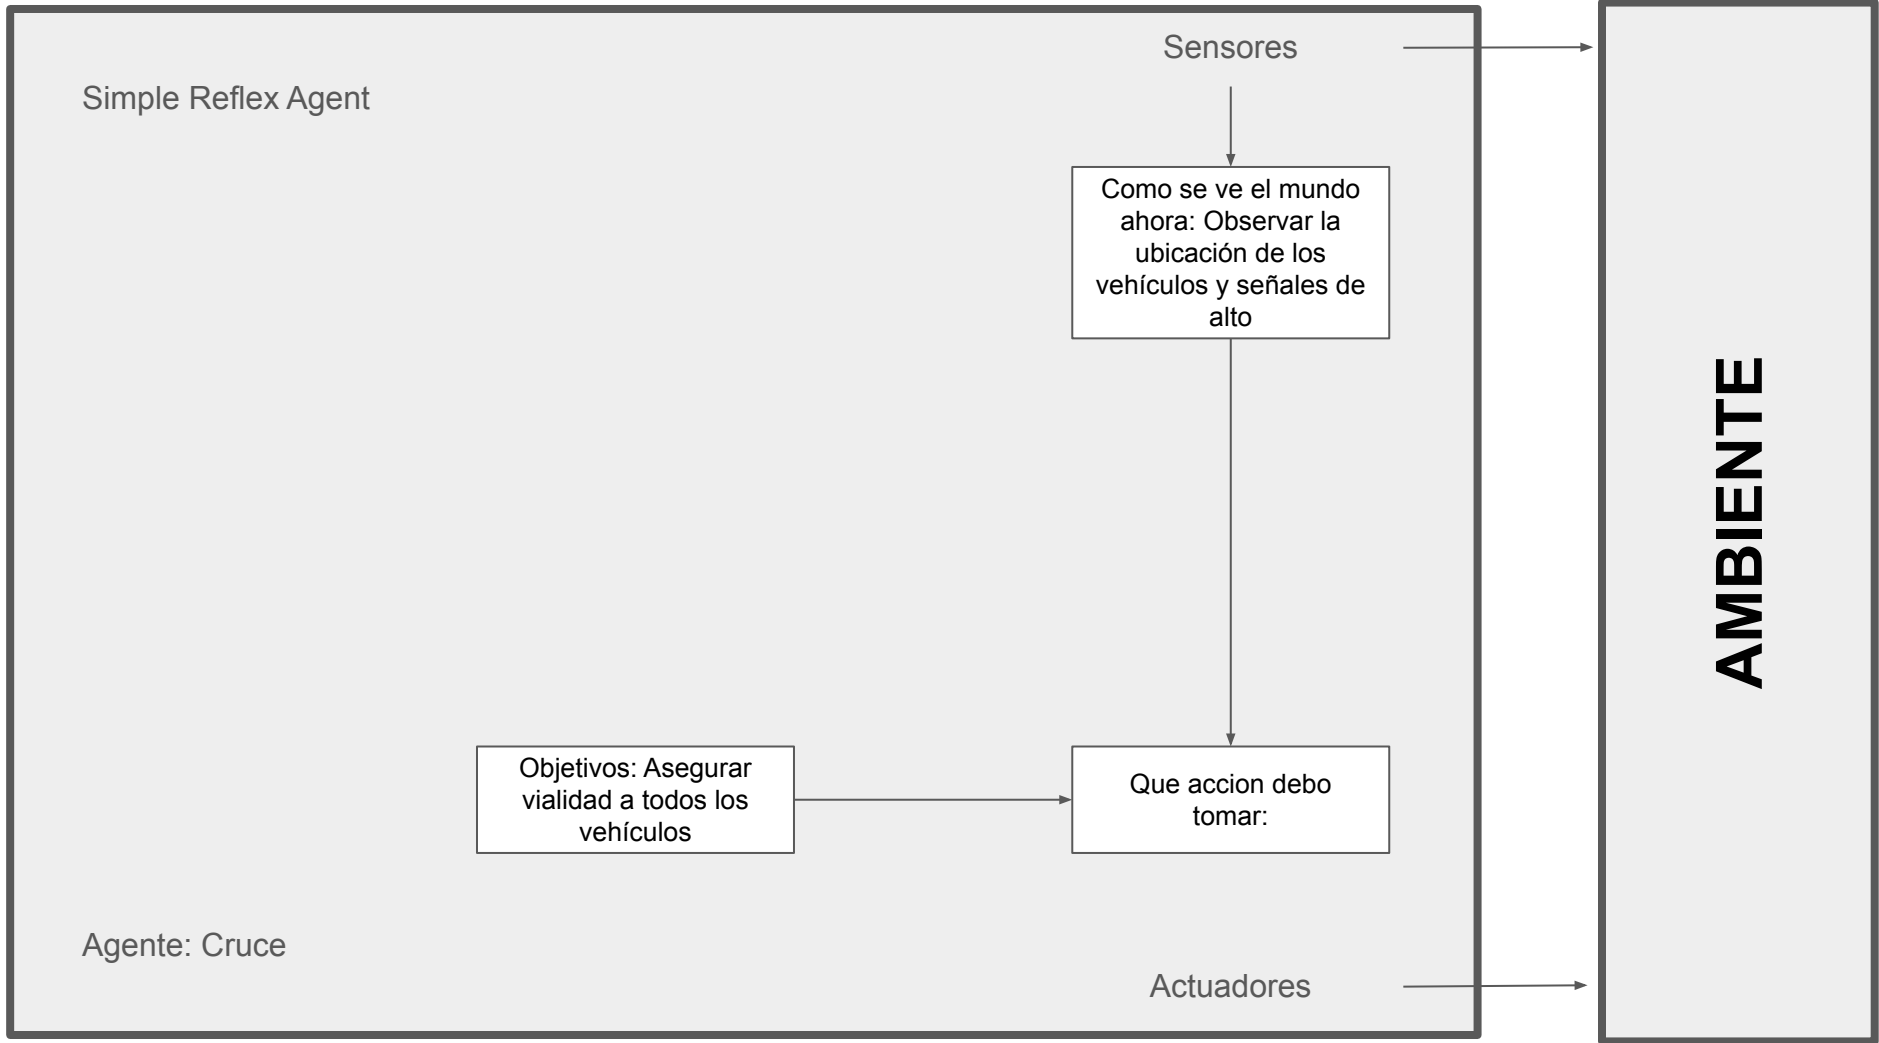 Sensores
Simple Reflex Agent
Como se ve el mundo
ahora: Observar la
ubicación de los
vehículos y señales de
alto
AMBIENTE
Objetivos: Asegurar
vialidad a todos los
vehículos
Que accion debo
tomar:
Agente: Cruce
Actuadores